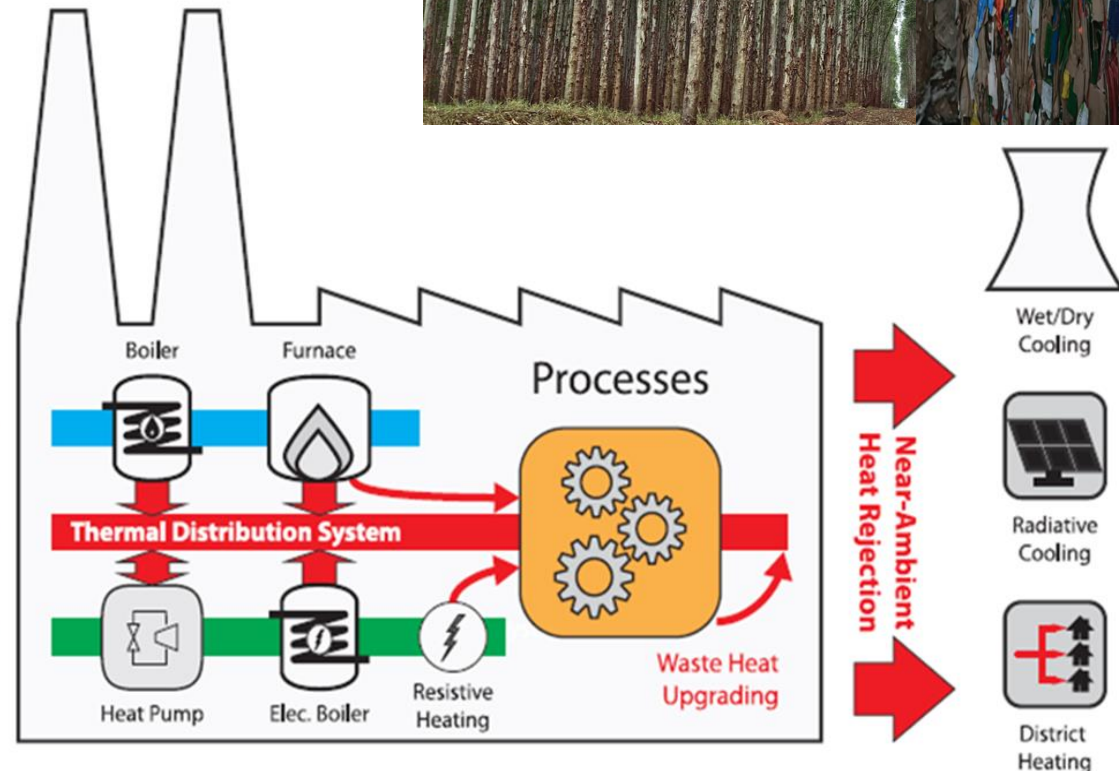 Boiler
Furnace
Processes
Thermal Distribution System
Heat Pump
Elec. Boiler
Resistive
Heating
Waste Heat
Upgrading
Near-Ambient
Heat Rejection
Wet/Dry
Cooling
Radiative
Cooling
District
Heating